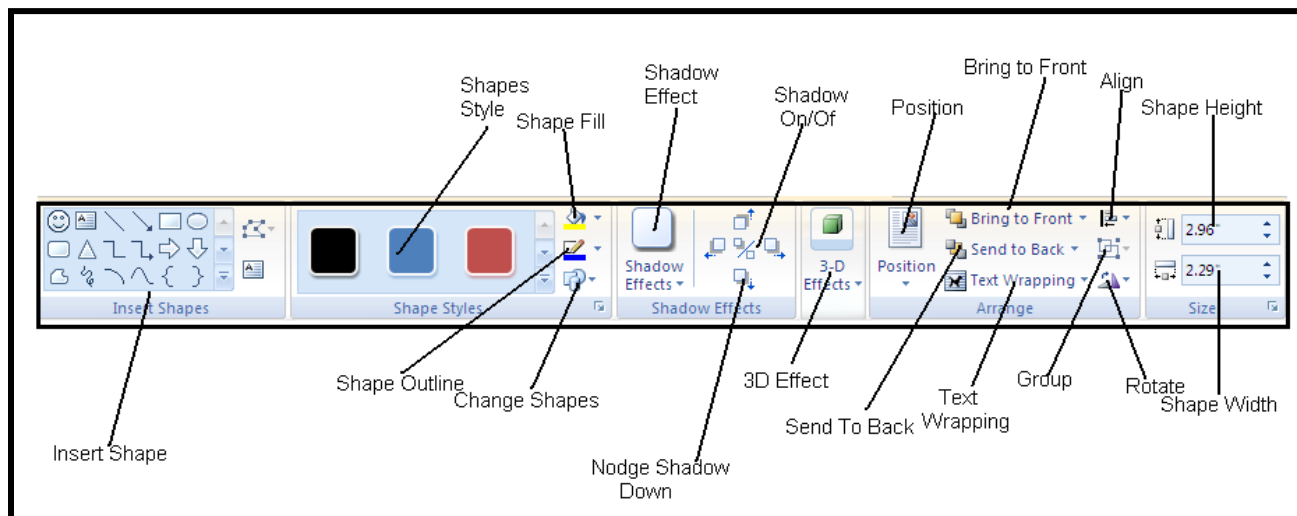 Shapes
Style
Shape Fill
Shadow
Effect
Shadow
On/Of
Position
Bring to Front
Align
Shape Height
Insert Shapes
Shape Styles
Shadow
Effects
Shadow Effects
3-D
Effects
Position
Bring to Front
Send to Back
Text Wrapping
Arrange
2.96"
2.29"
Size
Insert Shape
Shape Outline
Change Shapes
Nodge Shadow
Down
3D Effect
Send To Back
Text
Wrapping
Group
Rotate
Shape Width